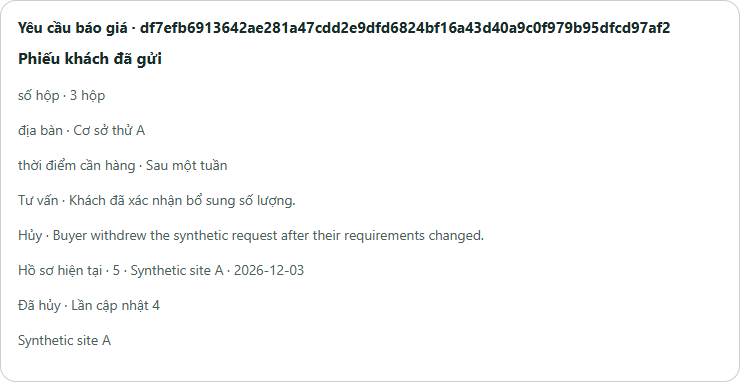 Yêu cầu báo giá · df7efb6913642ae281a47cdd2e9dfd6824bf16a43d40a9c0f979b95dfcd97af2
Phiếu khách đã gửi
số hộp · 3 hộp
địa bàn · Cơ sở thử A
thời điểm cần hàng · Sau một tuần
Tư vấn · Khách đã xác nhận bổ sung số lượng.
Hủy · Buyer withdrew the synthetic request after their requirements changed.
Hồ sơ hiện tại · 5 · Synthetic site A · 2026-12-03
Đã hủy · Lần cập nhật 4
Synthetic site A